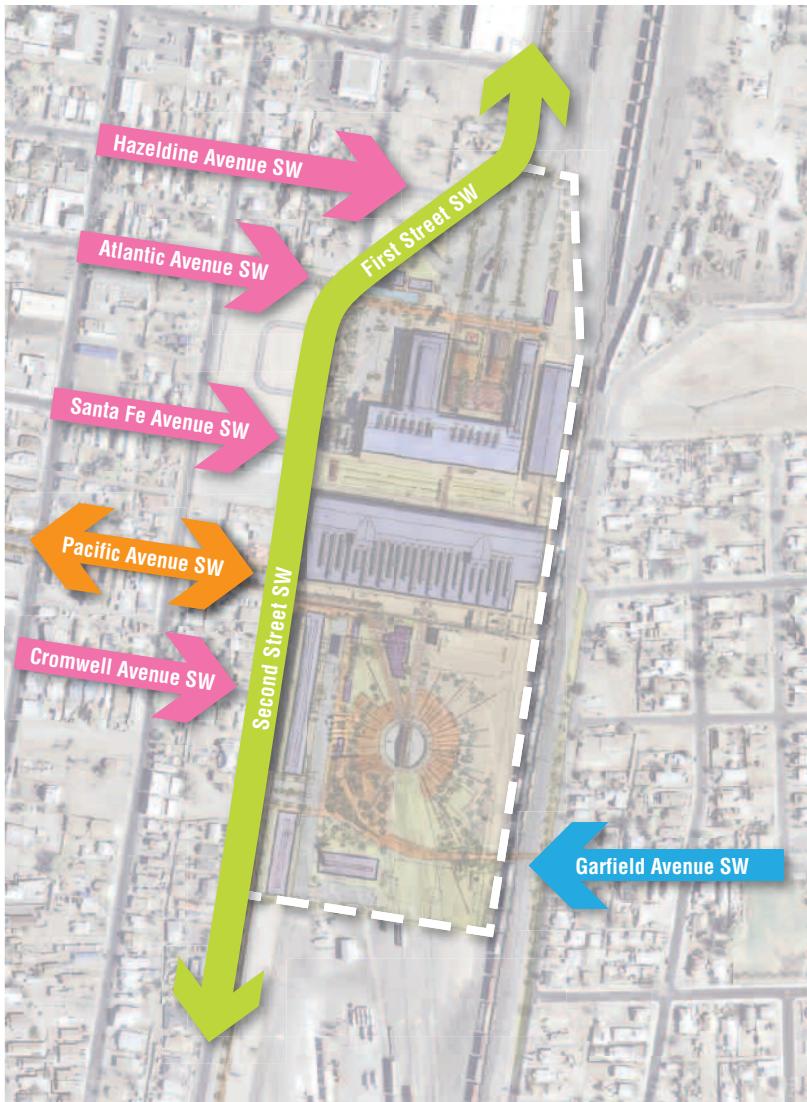 Hazeldine Avenue SW
First Street SW
Atlantic Avenue SW
Santa Fe Avenue SW
Pacific Avenue SW
Second Street SW
Cromwell Avenue SW
Garfield Avenue SW